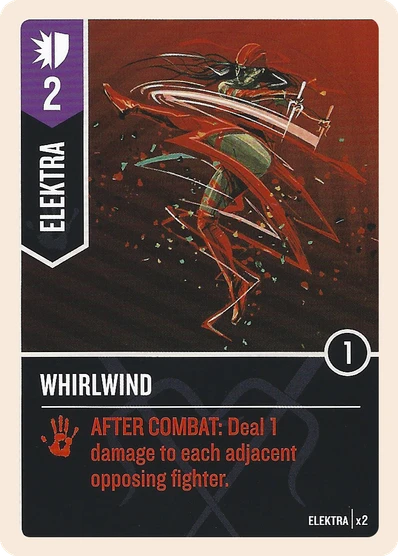 2
ELEKTRA
1
WHIRLWIND
AFTER COMBAT: Deal 1
damage to each adjacent
opposing fighter.
ELEKTRA | x2